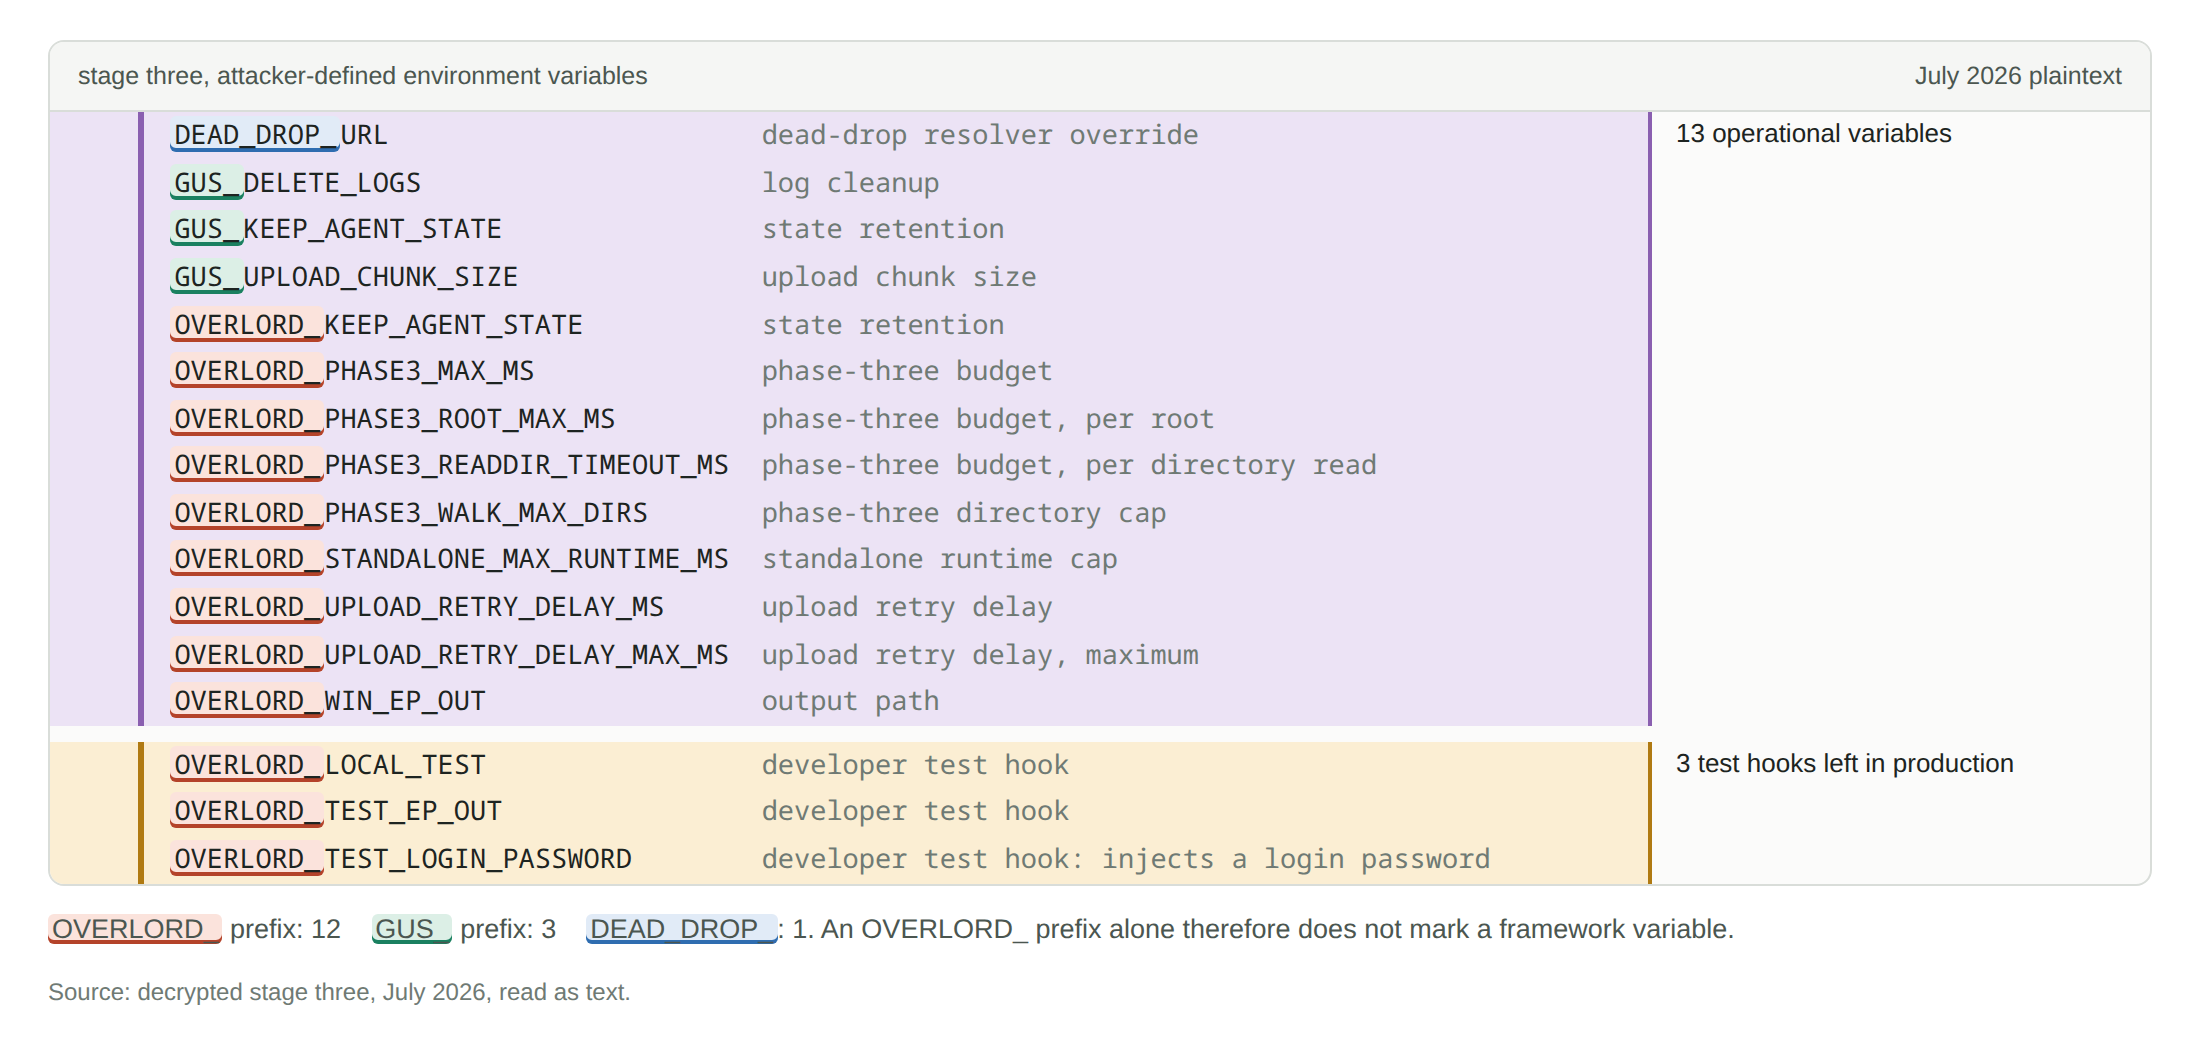 stage three, attacker-defined environment variables July 2026 plaintext
DEAD_DROP_URL dead-drop resolver override 13 operational variables
GUS_DELETE_LOGS log cleanup
GUS_KEEP_AGENT_STATE state retention
GUS_UPLOAD_CHUNK_SIZE upload chunk size
OVERLORD_KEEP_AGENT_STATE state retention
OVERLORD_PHASE3_MAX_MS phase-three budget
OVERLORD_PHASE3_ROOT_MAX_MS phase-three budget, per root
OVERLORD_PHASE3_READDIR_TIMEOUT_MS phase-three budget, per directory read
OVERLORD_PHASE3_WALK_MAX_DIRS phase-three directory cap
OVERLORD_STANDALONE_MAX_RUNTIME_MS standalone runtime cap
OVERLORD_UPLOAD_RETRY_DELAY_MS upload retry delay
OVERLORD_UPLOAD_RETRY_DELAY_MAX_MS upload retry delay, maximum
OVERLORD_WIN_EP_OUT output path
OVERLORD_LOCAL_TEST developer test hook 3 test hooks left in production
OVERLORD_TEST_EP_OUT developer test hook
OVERLORD_TEST_LOGIN_PASSWORD developer test hook: injects a login password
OVERLORD_ prefix: 12 GUS_ prefix: 3 DEAD_DROP_: 1. An OVERLORD_ prefix alone therefore does not mark a framework variable.
Source: decrypted stage three, July 2026, read as text.